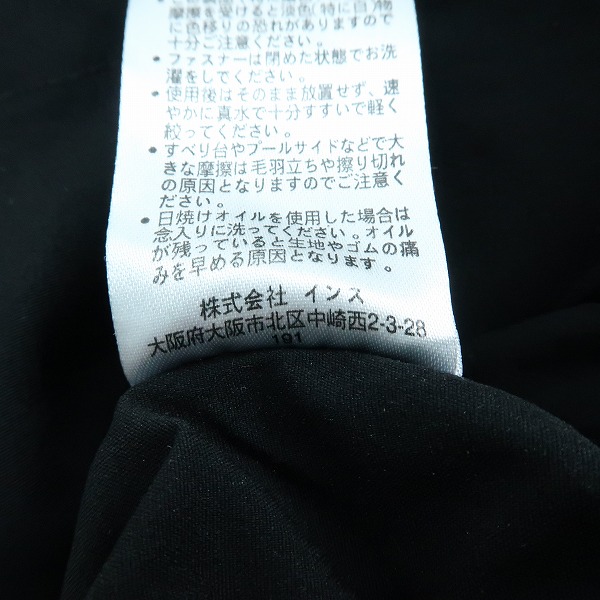 摩擦を受けると淡色(特に白)物
に色移りの恐れがありますので
十分ご注意ください。
・ファスナーは閉めた状態でお洗
濯をしてください。
・使用後はそのまま放置せず、速
やかに真水で十分すすいで軽く
絞ってください。
・すべり台やプールサイドなどで大
きな摩擦は毛羽立ちや擦り切れ
の原因となりますのでご注意く
ださい。
・日焼けオイルを使用した場合は
念入りに洗ってください。オイル
が残っていると生地やゴムの痛
みを早める原因となります。
株式会社 インス
大阪府大阪市北区中崎西2-3-28
191